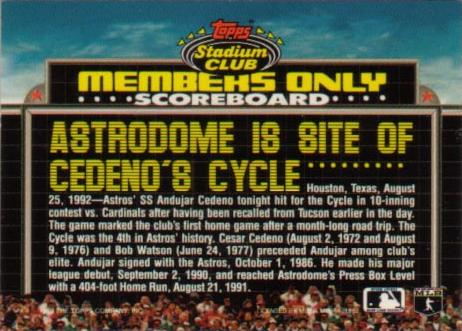 Topps
Stadium
CLUB
MEMBERS ONLY
SCOREBOARD
ASTRODOME IS SITE OF
CEDENO'S CYCLE
Houston, Texas, August
25, 1992—Astros' SS Andujar Cedeno tonight hit for the Cycle in 10-inning
contest vs. Cardinals after having been recalled from Tucson earlier in the day.
The game marked the club's first home game after a month-long road trip. The
Cycle was the 4th in Astros' history. Cesar Cedeno (August 2, 1972 and August
9, 1976) and Bob Watson (June 24, 1977) preceeded Andujar among club's
elite. Andujar signed with the Astros, October 1, 1986. He made his major
league debut, September 2, 1990, and reached Astrodome's Press Box Level
with a 404-foot Home Run, August 21, 1991.
THE TOPPS COMPANY, INC.